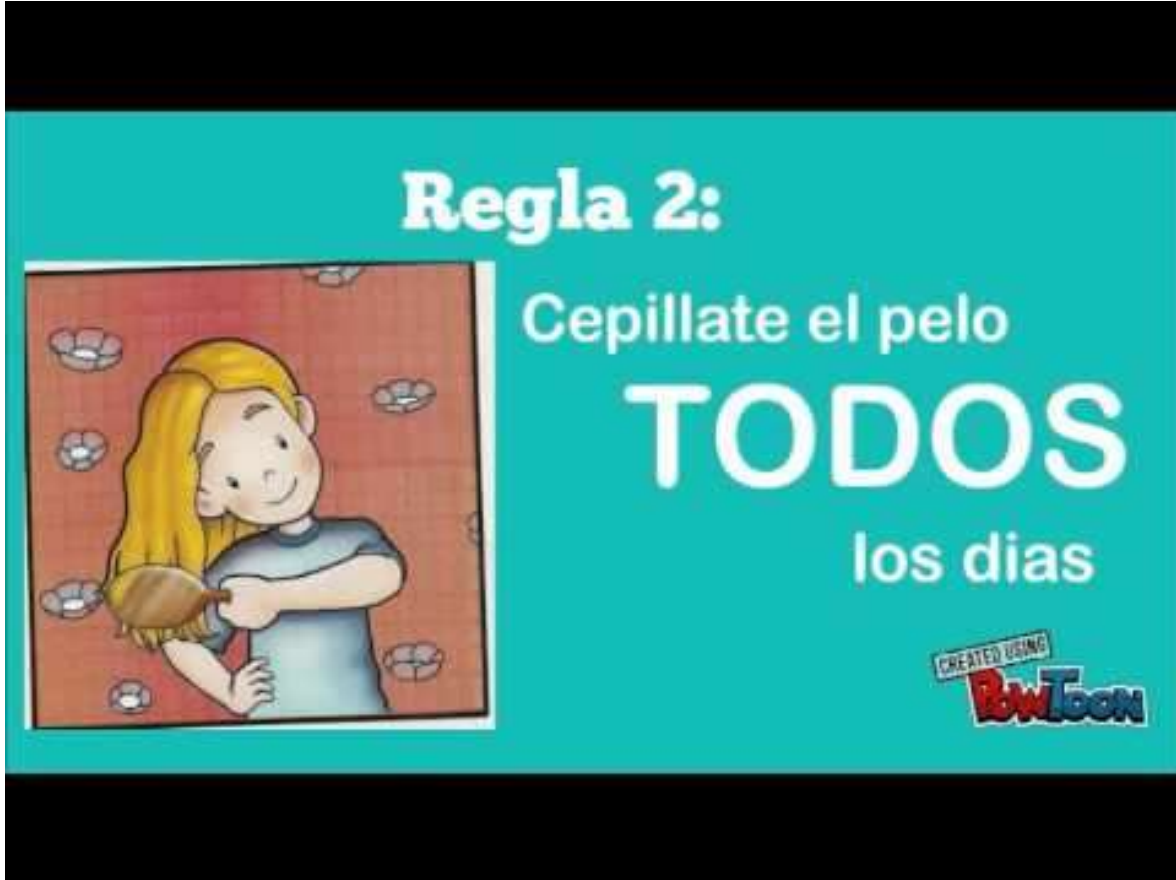 Regla 2:
Cepillate el pelo
TODOS
los dias
CREATED USING
POWTOON